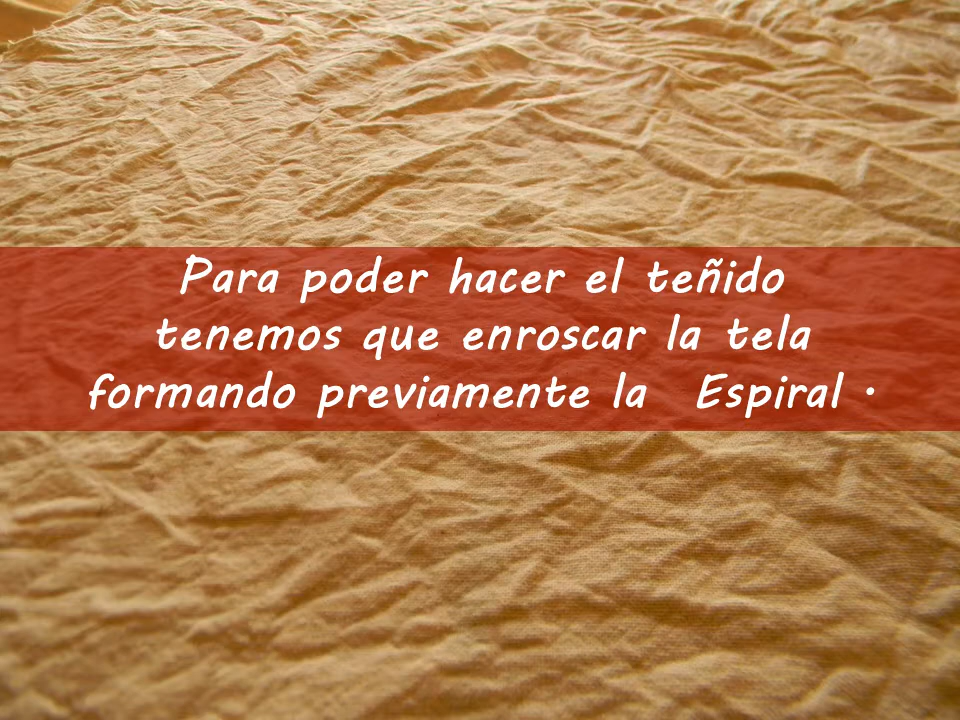 Para poder hacer el teñido
tenemos que enroscar la tela
formando previamente la  Espiral .